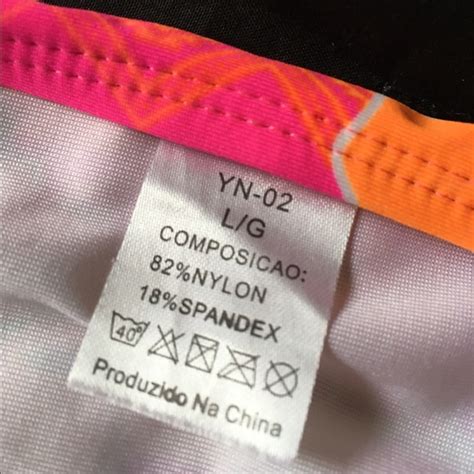 YN-02
L/G
COMPOSICAO:
82%NYLON
18%SPANDEX
40°
Produzido Na China